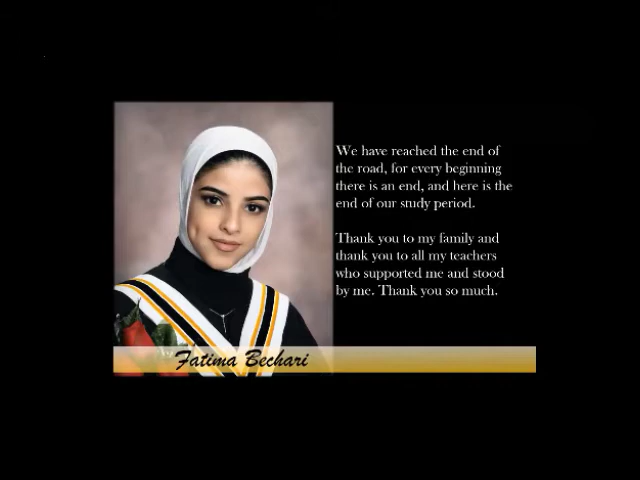 We have reached the end of
the road, for every beginning
there is an end, and here is the
end of our study period.
Thank you to my family and
thank you to all my teachers
who supported me and stood
by me. Thank you so much.
Fatima Bechari